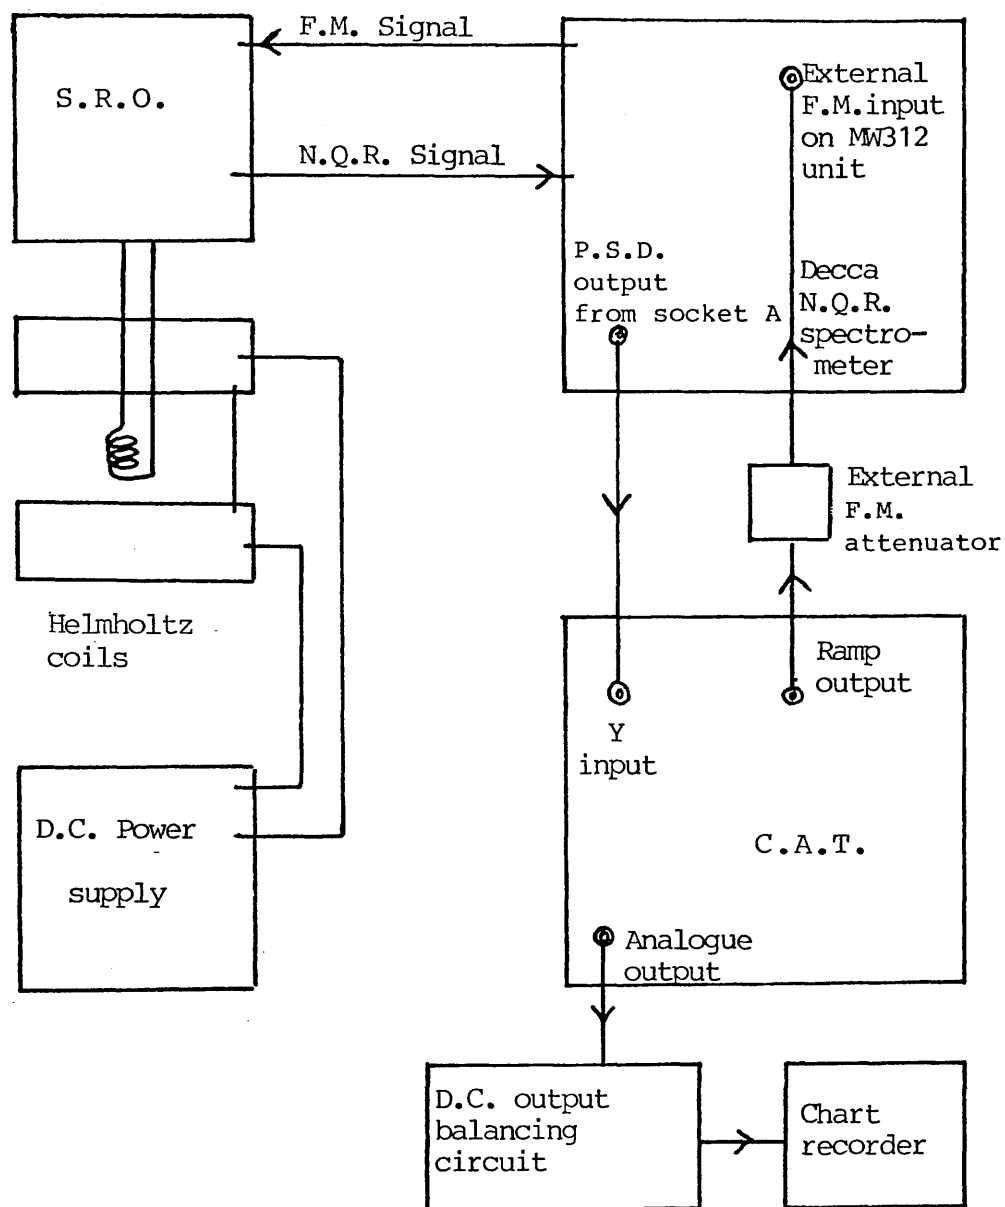 F.M. Signal
S.R.O.
N.Q.R. Signal
External
F.M.input
on MW312
unit
P.S.D.
output
from socket A
Decca
N.Q.R.
spectro-
meter
External
F.M.
attenuator
Helmholtz
coils
Ramp
output
Y
input
D.C. Power
supply
C.A.T.
Analogue
output
D.C. output
balancing
circuit
Chart
recorder